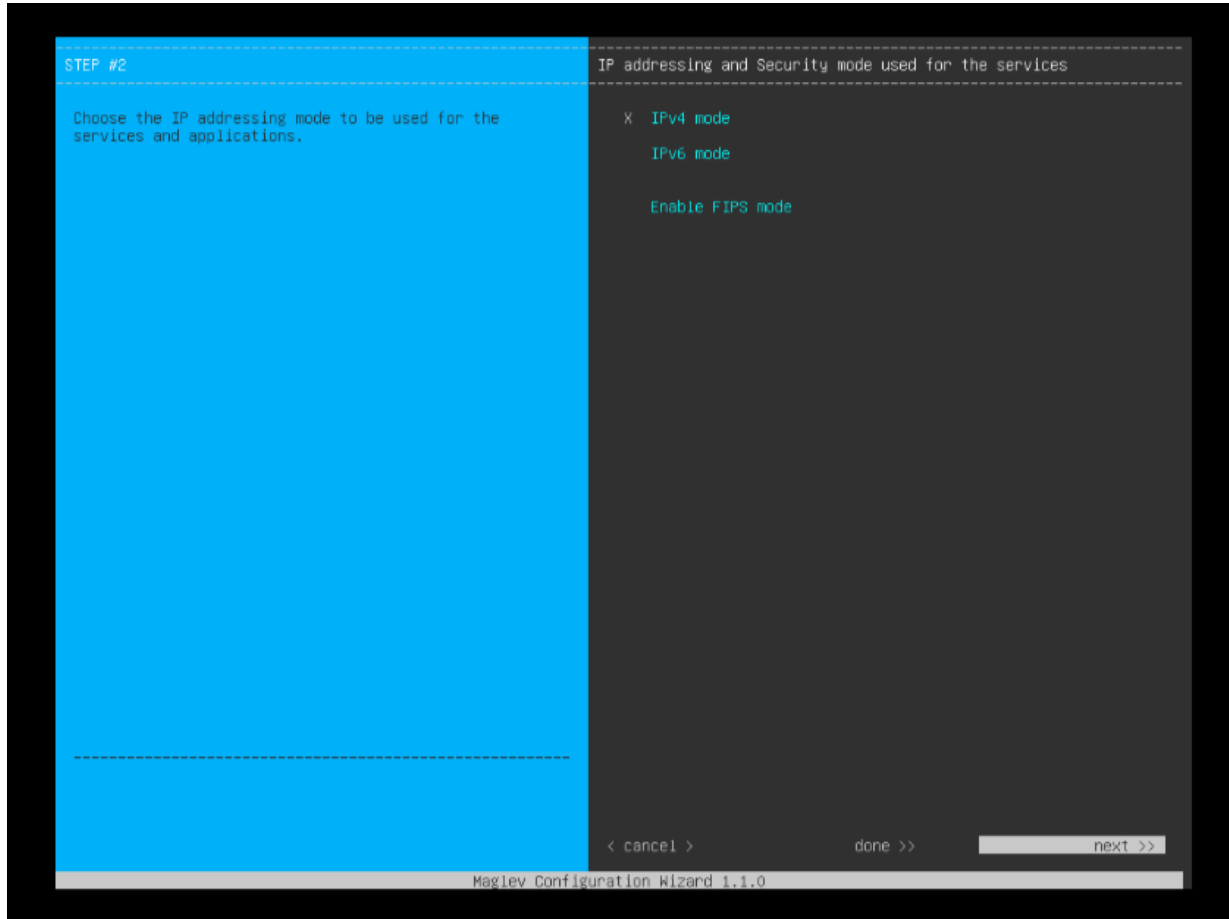 STEP #2
IP addressing and Security mode used for the services
Choose the IP addressing mode to be used for the
services and applications.
X IPv4 mode
IPv6 mode
Enable FIPS mode
< cancel >
done >>
next >>
Maglev Configuration Wizard 1.1.0